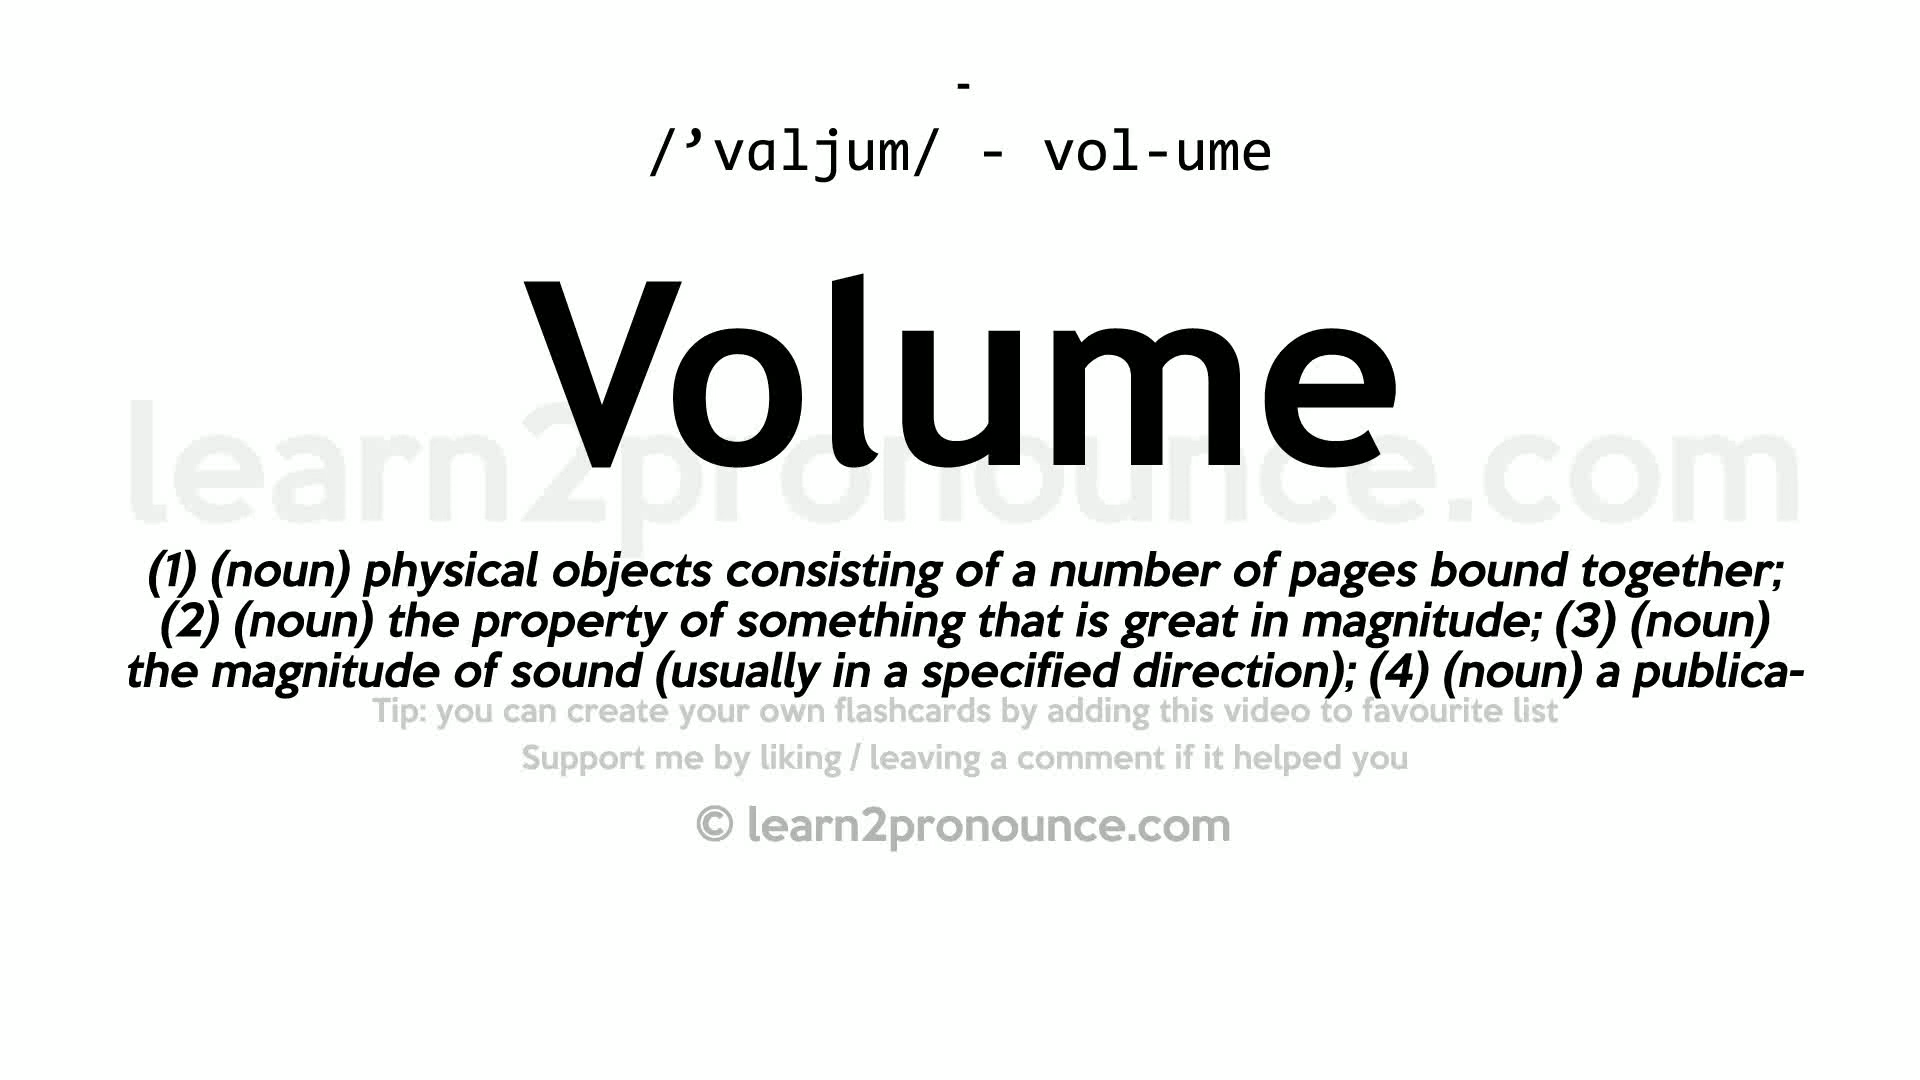 -
/’vɑljum/ - vol-ume
Volume
learn2pronounce.com
(1) (noun) physical objects consisting of a number of pages bound together;
(2) (noun) the property of something that is great in magnitude; (3) (noun)
the magnitude of sound (usually in a specified direction); (4) (noun) a publica-
Tip: you can create your own flashcards by adding this video to favourite list
Support me by liking / leaving a comment if it helped you
© learn2pronounce.com